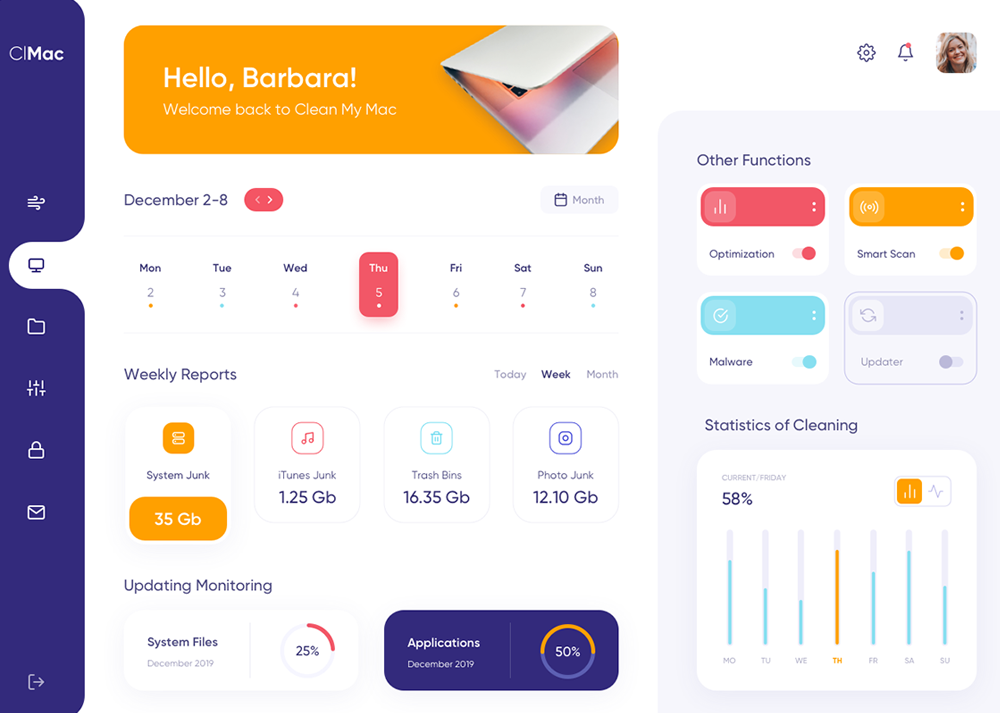 ClMac
Hello, Barbara!
Welcome back to Clean My Mac
December 2-8
Month
Mon Tue Wed Thu Fri Sat Sun
2 3 4 5 6 7 8
Weekly Reports
Today Week Month
System Junk
35 Gb
iTunes Junk
1.25 Gb
Trash Bins
16.35 Gb
Photo Junk
12.10 Gb
Updating Monitoring
System Files
December 2019
25%
Applications
December 2019
50%
Other Functions
Optimization
Smart Scan
Malware
Updater
Statistics of Cleaning
CURRENT/FRIDAY
58%
MO TU WE TH FR SA SU